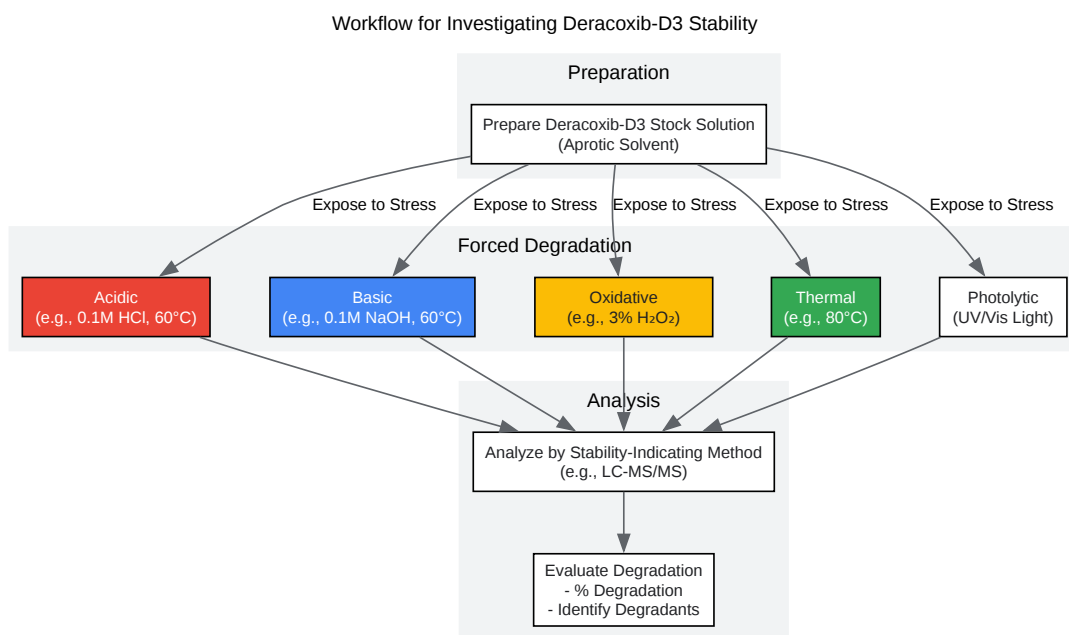 Workflow for Investigating Deracoxib-D3 Stability
Preparation
Prepare Deracoxib-D3 Stock Solution
(Aprotic Solvent)
Expose to Stress
Expose to Stress
Expose to Stress
Expose to Stress
Expose to Stress
Forced Degradation
Acidic
(e.g., 0.1M HCl, 60°C)
Basic
(e.g., 0.1M NaOH, 60°C)
Oxidative
(e.g., 3% H₂O₂)
Thermal
(e.g., 80°C)
Photolytic
(UV/Vis Light)
Analysis
Analyze by Stability-Indicating Method
(e.g., LC-MS/MS)
Evaluate Degradation
- % Degradation
- Identify Degradants